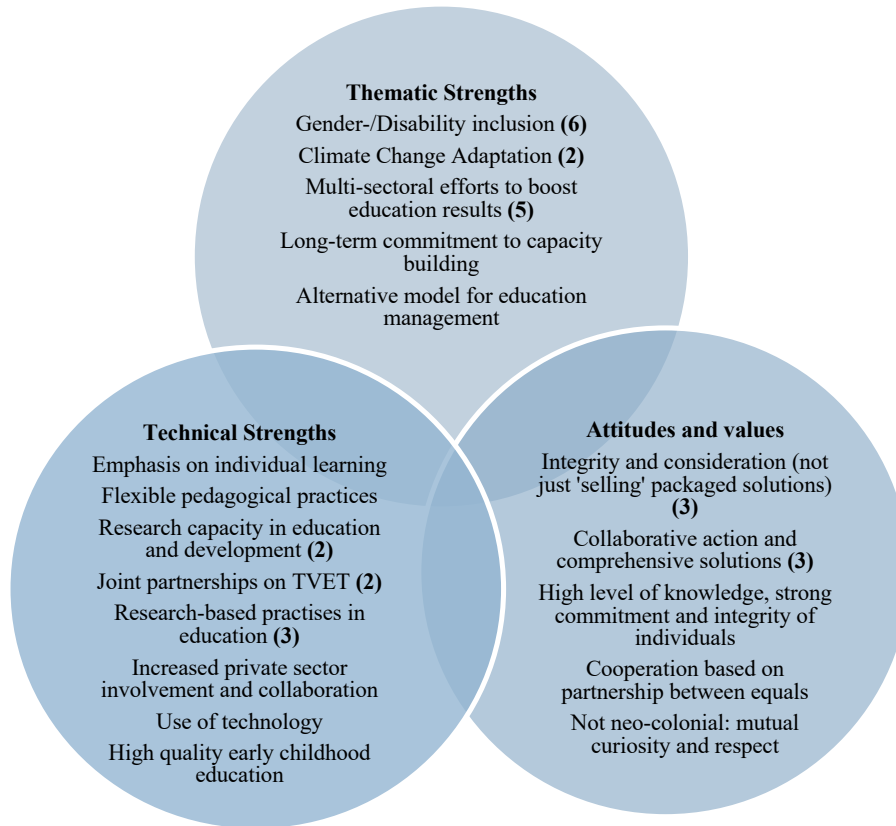 Thematic Strengths
Gender-/Disability inclusion (6)
Climate Change Adaptation (2)
Multi-sectoral efforts to boost
education results (5)
Long-term commitment to capacity
building
Alternative model for education
management
Technical Strengths
Emphasis on individual learning
Flexible pedagogical practices
Research capacity in education
and development (2)
Joint partnerships on TVET (2)
Research-based practises in
education (3)
Increased private sector
involvement and collaboration
Use of technology
High quality early childhood
education
Attitudes and values
Integrity and consideration (not
just 'selling' packaged solutions)
(3)
Collaborative action and
comprehensive solutions (3)
High level of knowledge, strong
commitment and integrity of
individuals
Cooperation based on
partnership between equals
Not neo-colonial: mutual
curiosity and respect